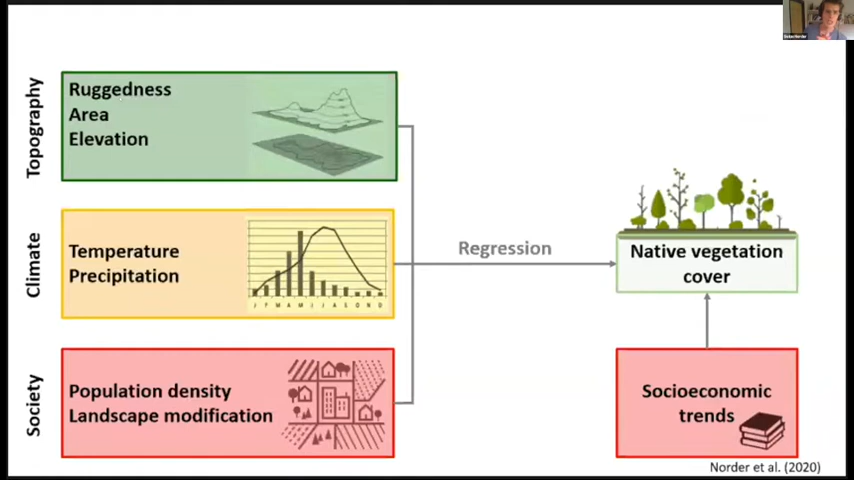 Topography
Ruggedness
Area
Elevation
Climate
Temperature
Precipitation
J F M A M J J A S O N D
Society
Population density
Landscape modification
Regression
Native vegetation
cover
Socioeconomic
trends
Norder et al. (2020)